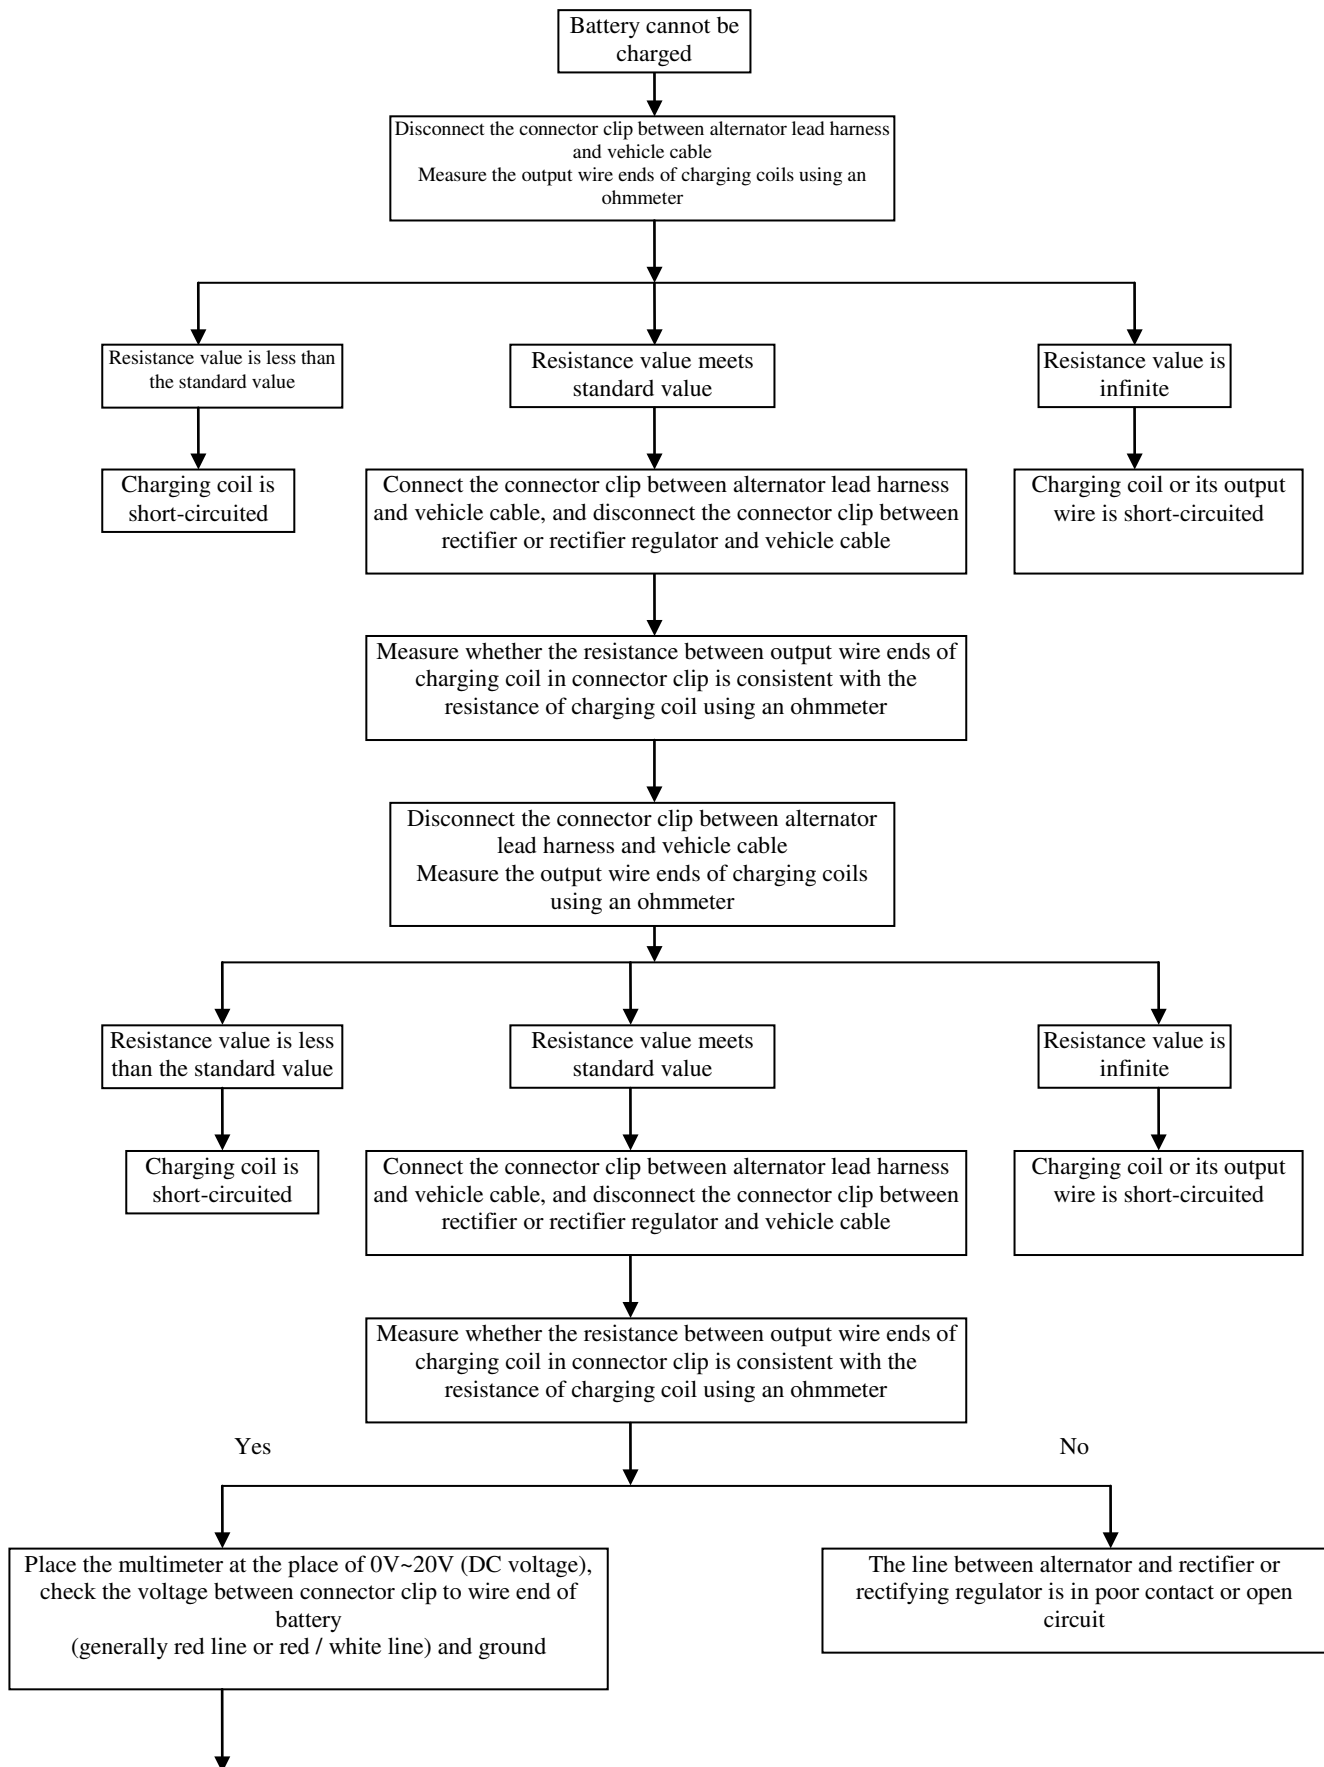 Battery cannot be
charged
Disconnect the connector clip between alternator lead harness
and vehicle cable
Measure the output wire ends of charging coils using an
ohmmeter
Resistance value is less than
the standard value
Resistance value meets
standard value
Resistance value is
infinite
Charging coil is
short-circuited
Connect the connector clip between alternator lead harness
and vehicle cable, and disconnect the connector clip between
rectifier or rectifier regulator and vehicle cable
Charging coil or its output
wire is short-circuited
Measure whether the resistance between output wire ends of
charging coil in connector clip is consistent with the
resistance of charging coil using an ohmmeter
Disconnect the connector clip between alternator
lead harness and vehicle cable
Measure the output wire ends of charging coils
using an ohmmeter
Resistance value is less
than the standard value
Resistance value meets
standard value
Resistance value is
infinite
Charging coil is
short-circuited
Connect the connector clip between alternator lead harness
and vehicle cable, and disconnect the connector clip between
rectifier or rectifier regulator and vehicle cable
Charging coil or its output
wire is short-circuited
Measure whether the resistance between output wire ends of
charging coil in connector clip is consistent with the
resistance of charging coil using an ohmmeter
Yes
No
Place the multimeter at the place of 0V~20V (DC voltage),
check the voltage between connector clip to wire end of
battery
(generally red line or red / white line) and ground
The line between alternator and rectifier or
rectifying regulator is in poor contact or open
circuit